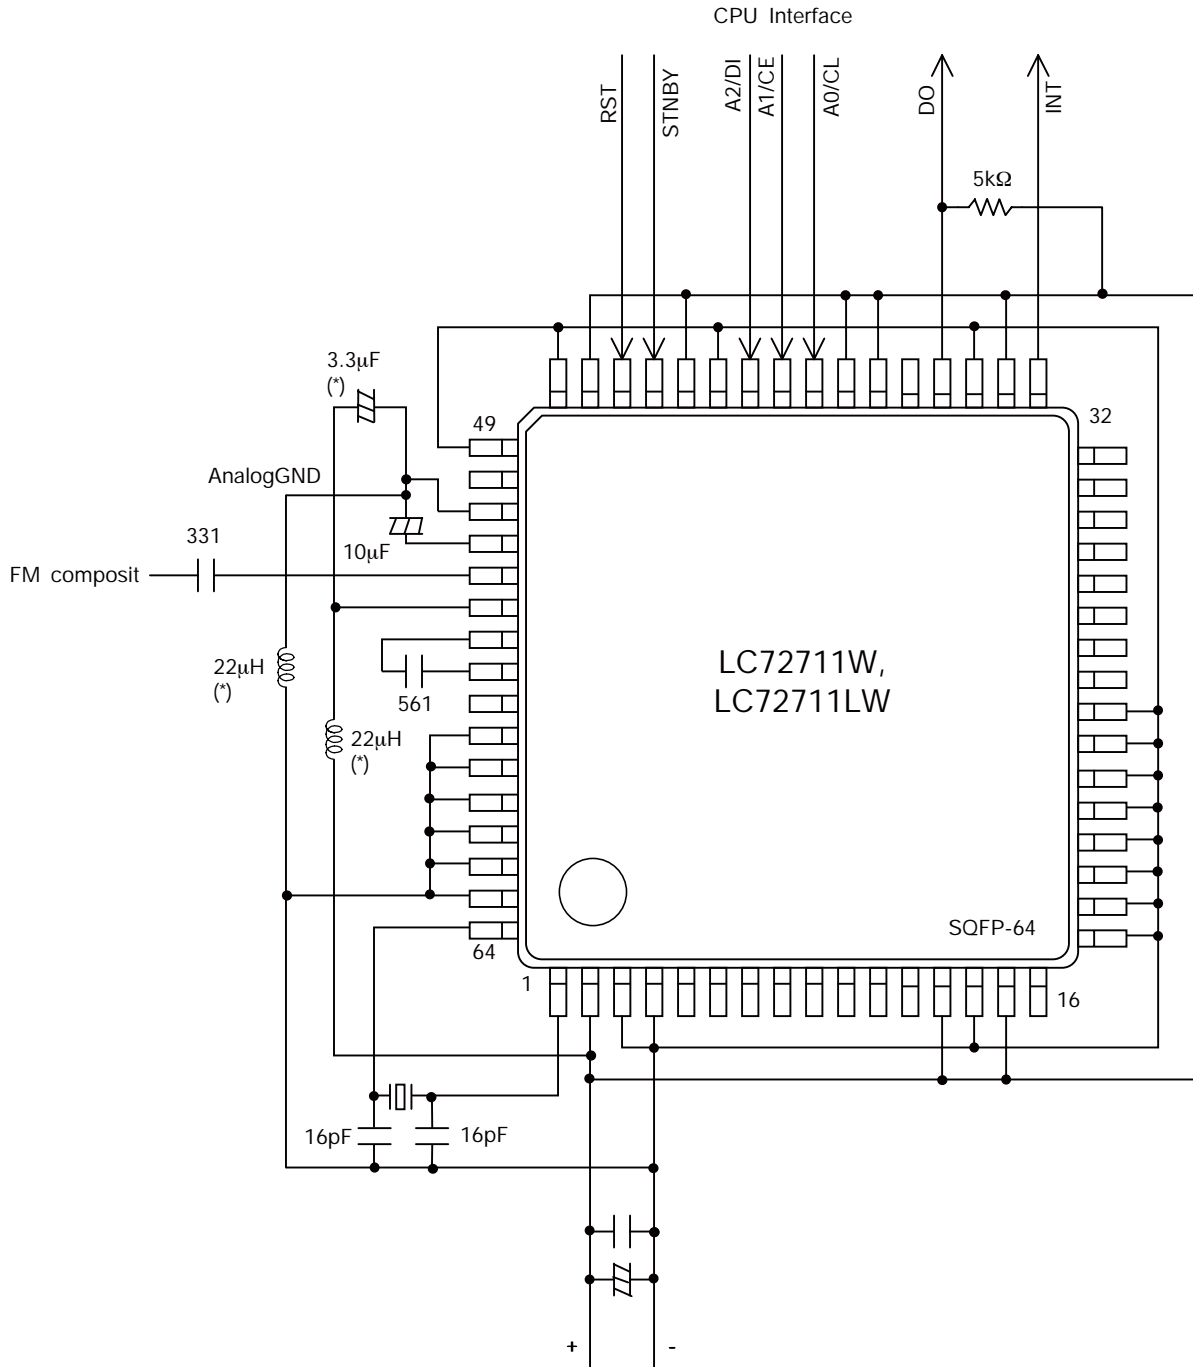 CPU Interface
RST
STNBY
A2/DI
A1/CE
A0/CL
DO
INT
5kΩ
3.3μF
(*)
49
32
AnalogGND
331
10μF
FM composit
22μH
(*)
561
22μH
(*)
LC72711W,
LC72711LW
SQFP-64
64
1
16
16pF
16pF
+
-